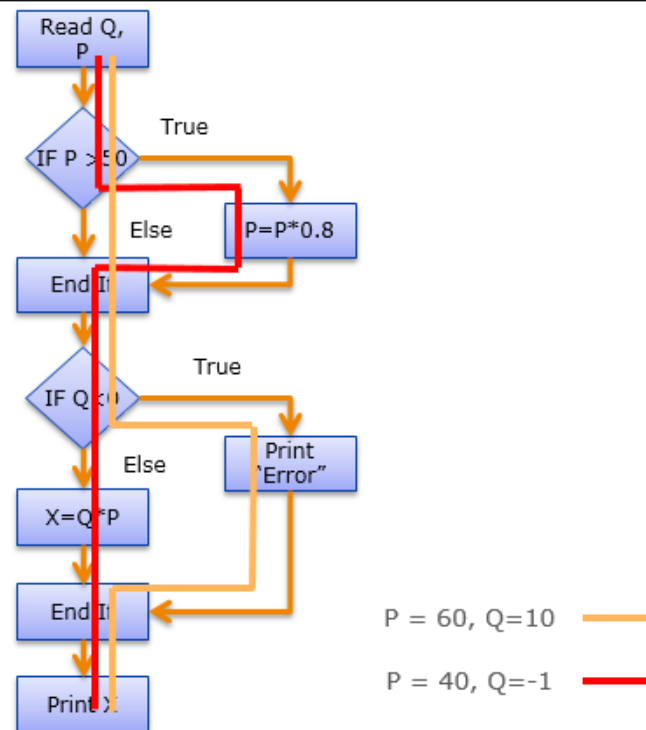 Read Q,
P
True
IF P >50
Else
P=P*0.8
End If
True
IF Q<0
Print
“Error”
Else
X=Q*P
End If
P = 60, Q=10
P = 40, Q=-1
Print X